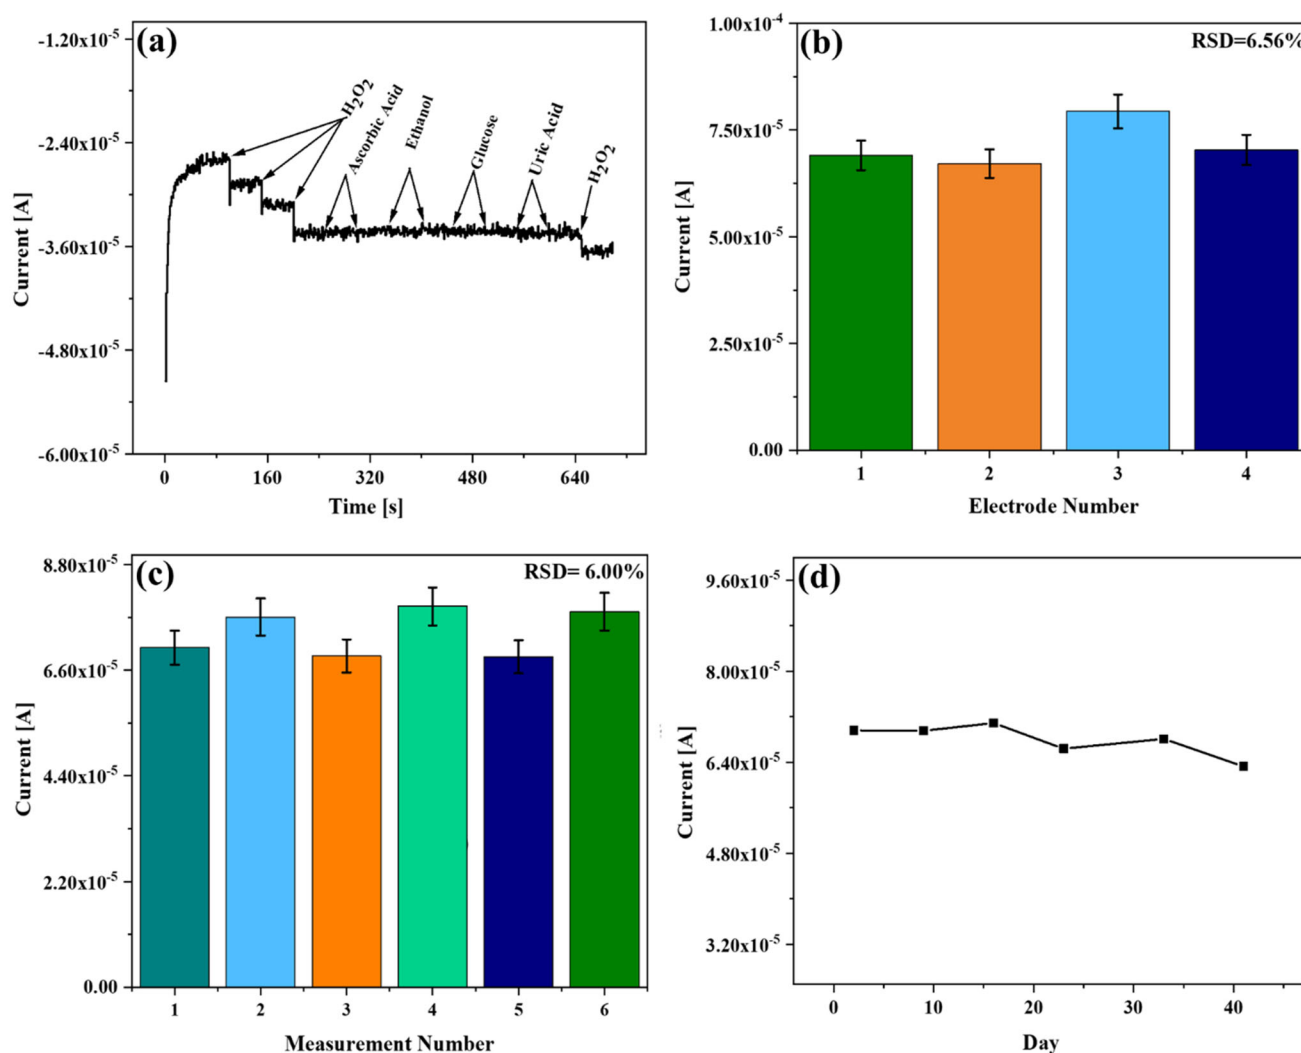 (a)
-1.20x10⁻⁵
-2.40x10⁻⁵
-3.60x10⁻⁵
-4.80x10⁻⁵
-6.00x10⁻⁵
Current [A]
H₂O₂
Ascorbic Acid
Ethanol
Glucose
Uric Acid
H₂O₂
0 160 320 480 640
Time [s]
(b)
RSD=6.56%
1.00x10⁻⁴
7.50x10⁻⁵
5.00x10⁻⁵
2.50x10⁻⁵
0.00
Current [A]
1 2 3 4
Electrode Number
(c)
RSD= 6.00%
8.80x10⁻⁵
6.60x10⁻⁵
4.40x10⁻⁵
2.20x10⁻⁵
0.00
Current [A]
1 2 3 4 5 6
Measurement Number
(d)
9.60x10⁻⁵
8.00x10⁻⁵
6.40x10⁻⁵
4.80x10⁻⁵
3.20x10⁻⁵
Current [A]
0 10 20 30 40
Day